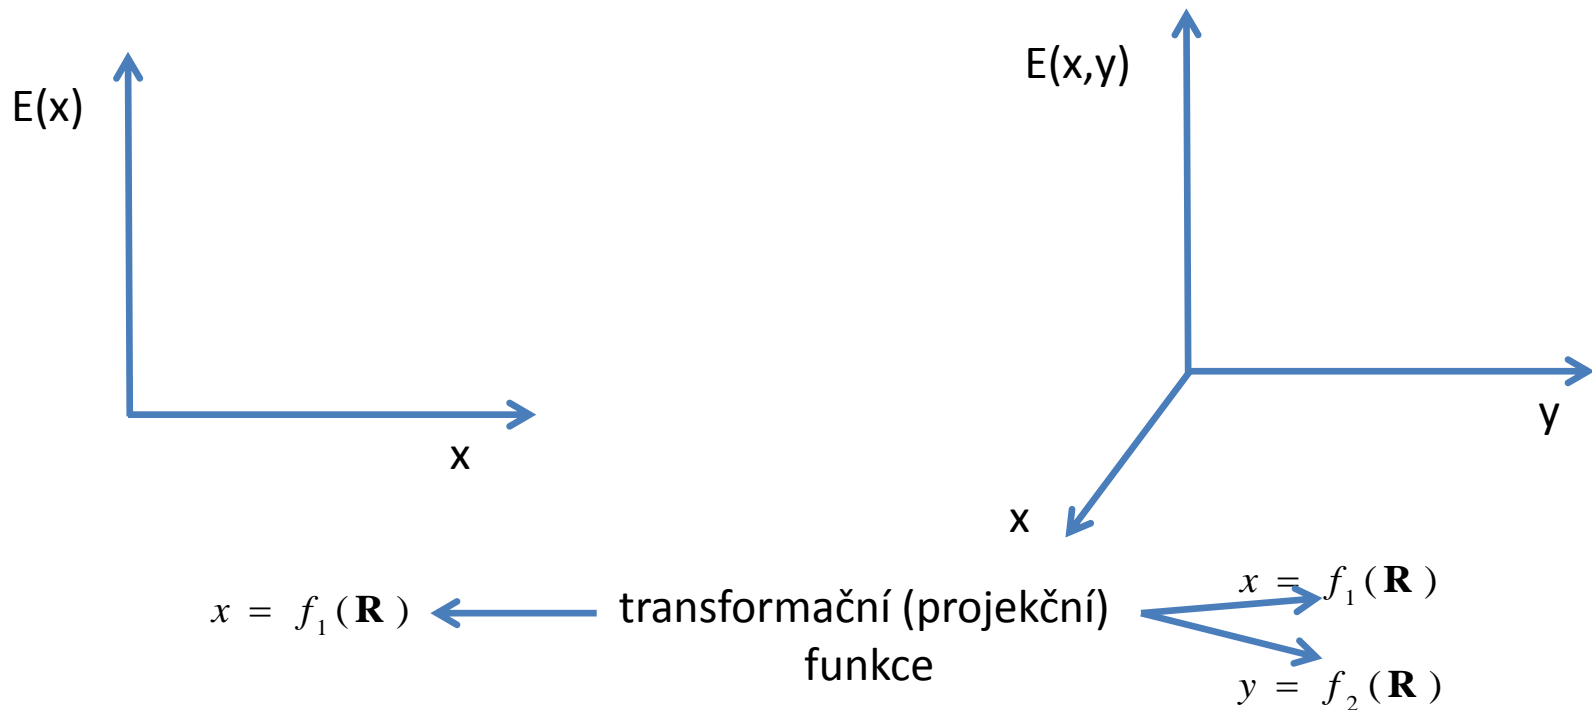 E(x)
x
E(x,y)
y
x
x = f₁(R)
transformační (projekční)
funkce
x = f₁(R)
y = f₂(R)